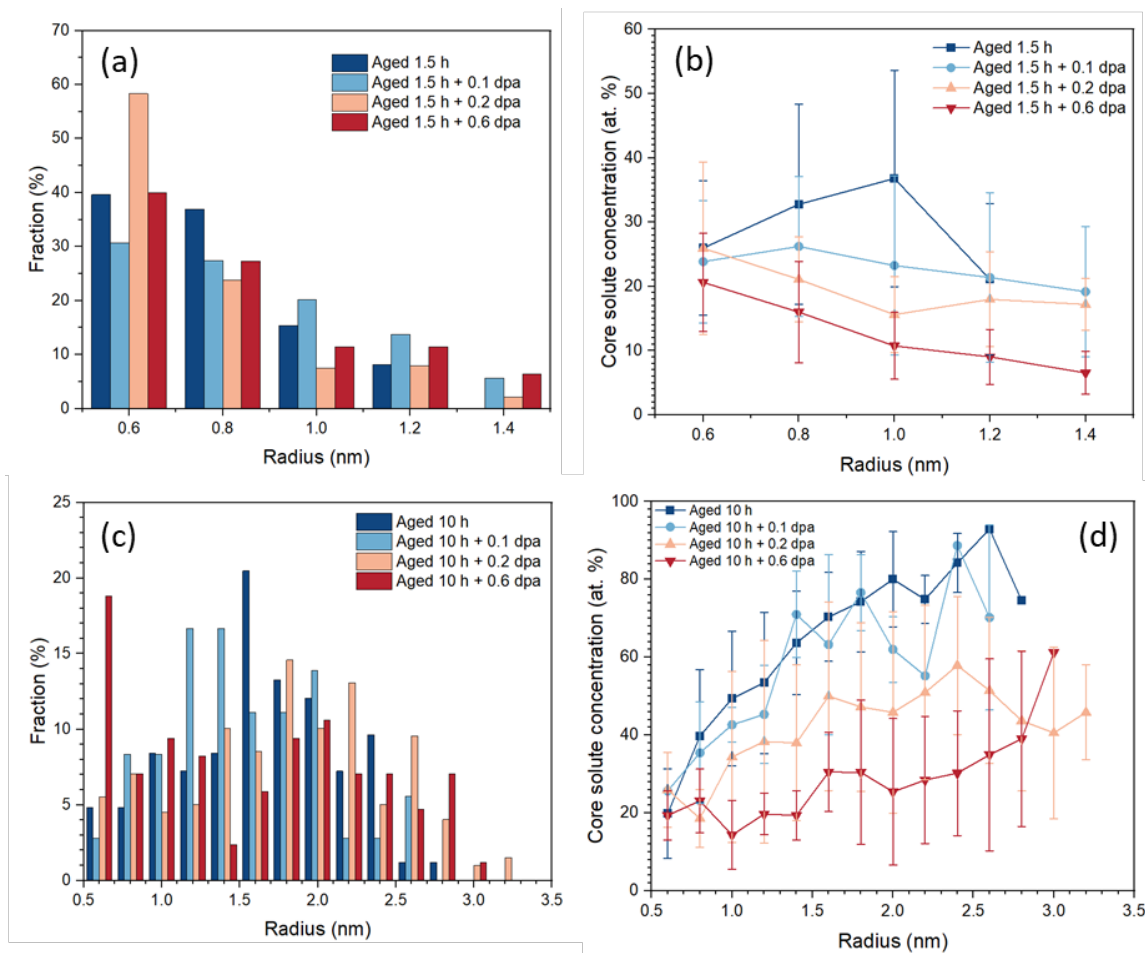 (a)
Aged 1.5 h
Aged 1.5 h + 0.1 dpa
Aged 1.5 h + 0.2 dpa
Aged 1.5 h + 0.6 dpa
70
60
50
40
30
20
10
0
Fraction (%)
0.6 0.8 1.0 1.2 1.4
Radius (nm)
(b)
Aged 1.5 h
Aged 1.5 h + 0.1 dpa
Aged 1.5 h + 0.2 dpa
Aged 1.5 h + 0.6 dpa
60
50
40
30
20
10
0
Core solute concentration (at. %)
0.6 0.8 1.0 1.2 1.4
Radius (nm)
(c)
Aged 10 h
Aged 10 h + 0.1 dpa
Aged 10 h + 0.2 dpa
Aged 10 h + 0.6 dpa
25
20
15
10
5
0
Fraction (%)
0.5 1.0 1.5 2.0 2.5 3.0 3.5
Radius (nm)
Aged 10 h
Aged 10 h + 0.1 dpa
Aged 10 h + 0.2 dpa
Aged 10 h + 0.6 dpa
(d)
100
80
60
40
20
0
Core solute concentration (at. %)
0.5 1.0 1.5 2.0 2.5 3.0 3.5
Radius (nm)